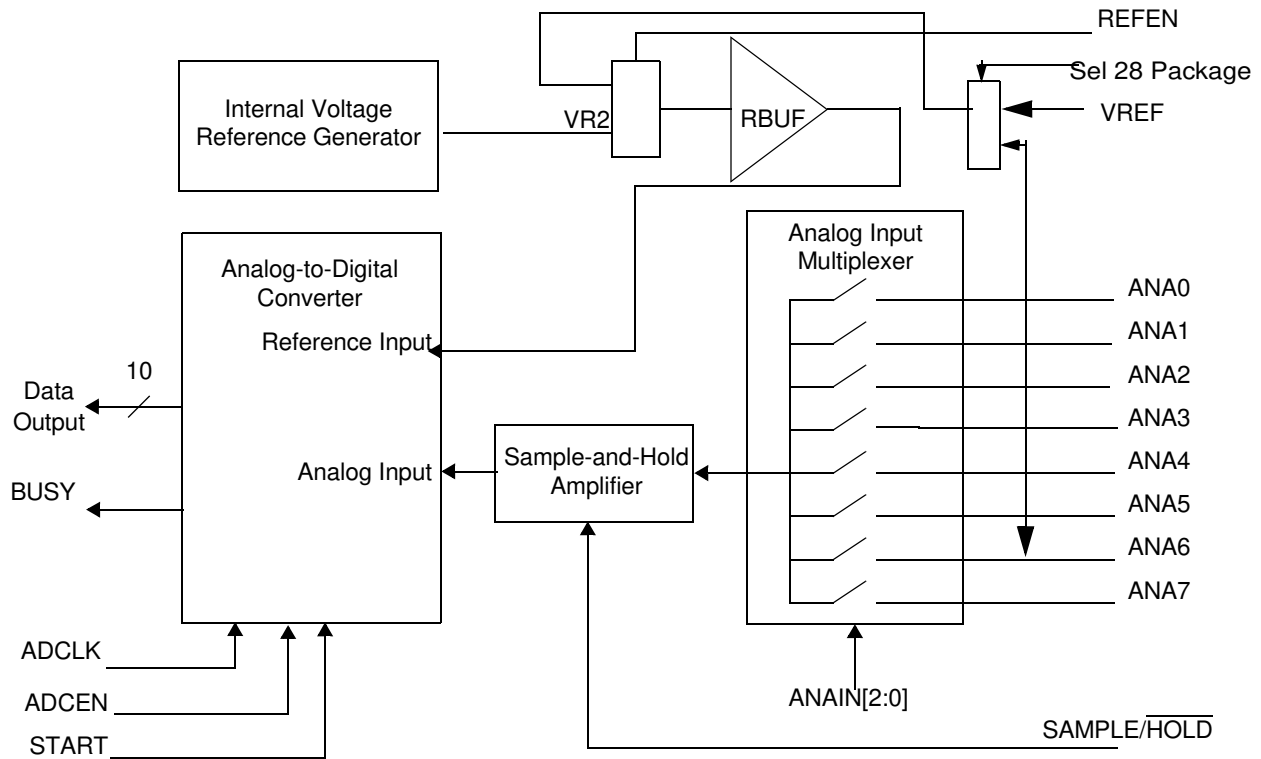 REFEN
Sel 28 Package
VREF
Internal Voltage
Reference Generator
VR2
RBUF
Analog Input
Multiplexer
Analog-to-Digital
Converter
Reference Input
Analog Input
Sample-and-Hold
Amplifier
10
Data
Output
BUSY
ANA0
ANA1
ANA2
ANA3
ANA4
ANA5
ANA6
ANA7
ADCLK
ADCEN
START
ANAIN[2:0]
SAMPLE/H̅O̅L̅D̅